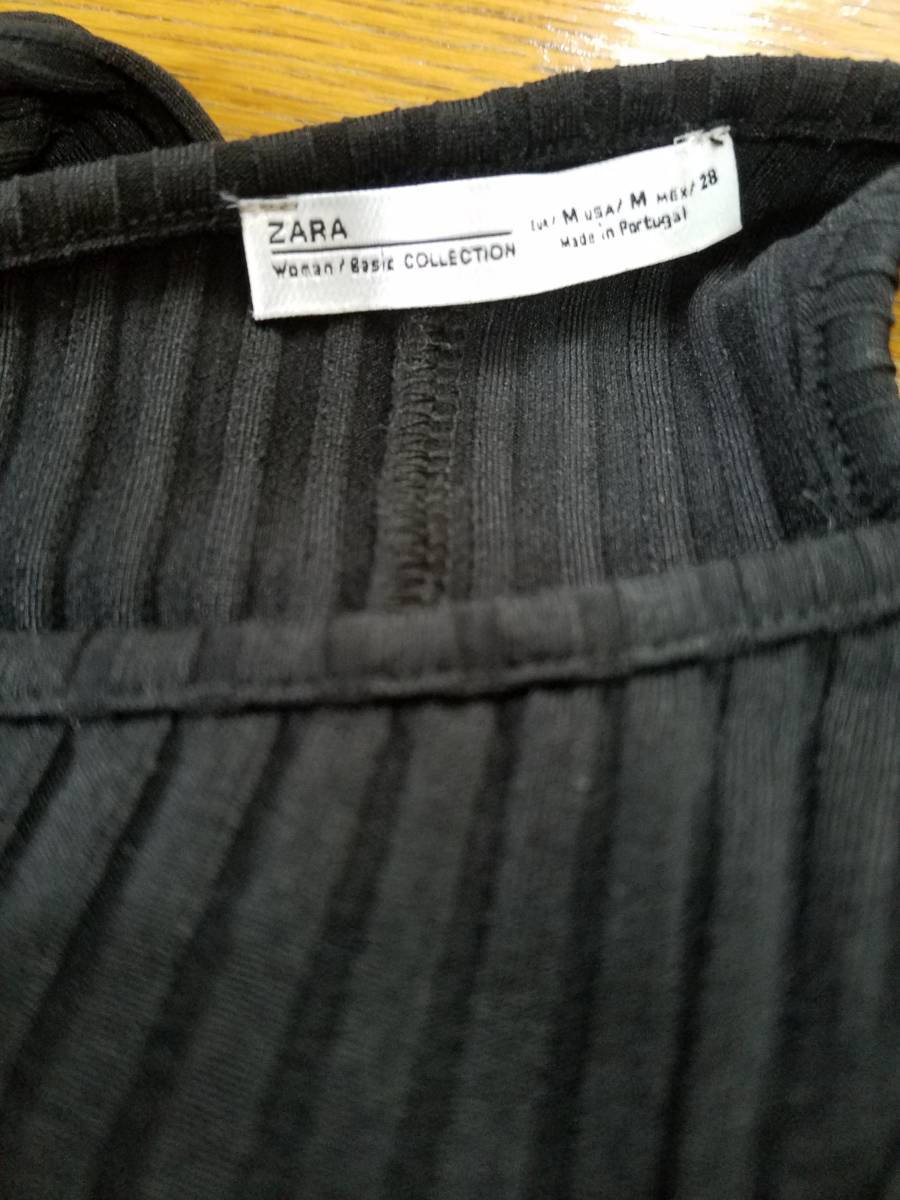 ZARA
Woman / Basic COLLECTION
EUR/ M USA/ M MEX/ 28
Made in Portugal